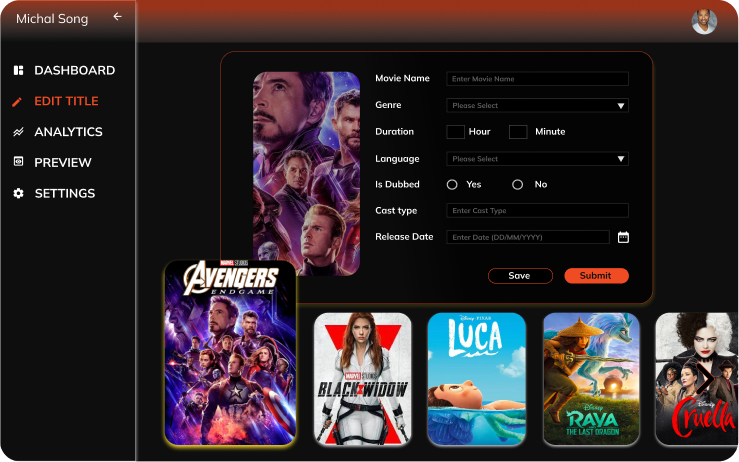 Michal Song
DASHBOARD
EDIT TITLE
ANALYTICS
PREVIEW
SETTINGS
Movie Name
Enter Movie Name
Genre
Please Select
Duration
Hour
Minute
Language
Please Select
Is Dubbed
Yes
No
Cast type
Enter Cast Type
Release Date
Enter Date (DD/MM/YYYY)
Save
Submit
MARVEL STUDIOS
AVENGERS
ENDGAME
MARVEL STUDIOS
BLACK WIDOW
Disney PIXAR
LUCA
Disney
RAYA
THE LAST DRAGON
Disney
Cruella